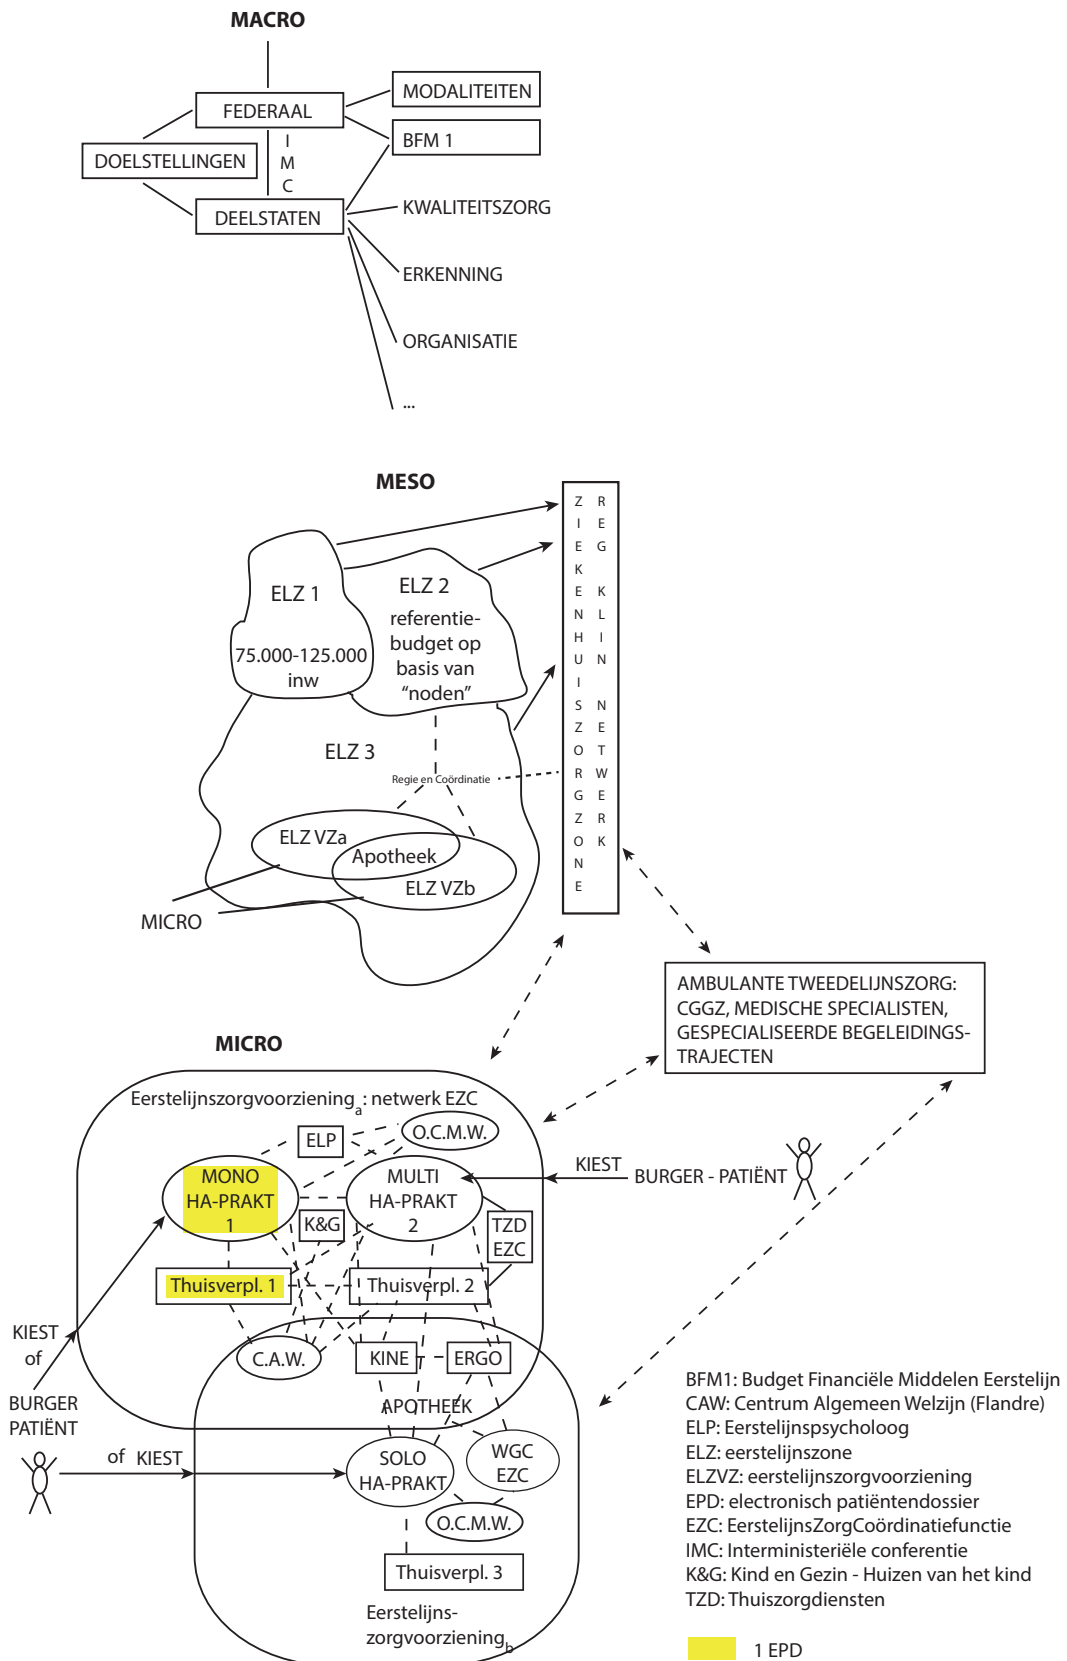 MACRO
FEDERAAL
MODALITEITEN
BFM 1
DOELSTELLINGEN
I
M
C
DEELSTATEN
KWALITEITSZORG
ERKENNING
ORGANISATIE
...
MESO
ZIEKENHUISZORGZONE
REG KLIN NETWERK
ELZ 1
75.000-125.000
inw
ELZ 2
referentie-
budget op
basis van
“noden”
ELZ 3
Regie en Coördinatie
ELZ VZa
Apotheek
ELZ VZb
MICRO
AMBULANTE TWEEDELIJNSZORG:
CGGZ, MEDISCHE SPECIALISTEN,
GESPECIALISEERDE BEGELEIDINGS-
TRAJECTEN
MICRO
Eerstelijnszorgvoorziening a: netwerk EZC
ELP
O.C.M.W.
MONO
HA-PRAKT
1
MULTI
HA-PRAKT
2
KIEST
BURGER - PATIËNT
K&G
TZD
EZC
Thuisverpl. 1
Thuisverpl. 2
KIEST
of
BURGER
PATIËNT
C.A.W.
KINE
ERGO
APOTHEEK
of KIEST
SOLO
HA-PRAKT
WGC
EZC
O.C.M.W.
Thuisverpl. 3
Eerstelijns-
zorgvoorziening b
BFM1: Budget Financiële Middelen Eerstelijn
CAW: Centrum Algemeen Welzijn (Flandre)
ELP: Eerstelijnspsycholoog
ELZ: eerstelijnszone
ELZVZ: eerstelijnszorgvoorziening
EPD: electronisch patiëntendossier
EZC: EerstelijnsZorgCoördinatiefunctie
IMC: Interministeriële conferentie
K&G: Kind en Gezin - Huizen van het kind
TZD: Thuiszorgdiensten
1 EPD